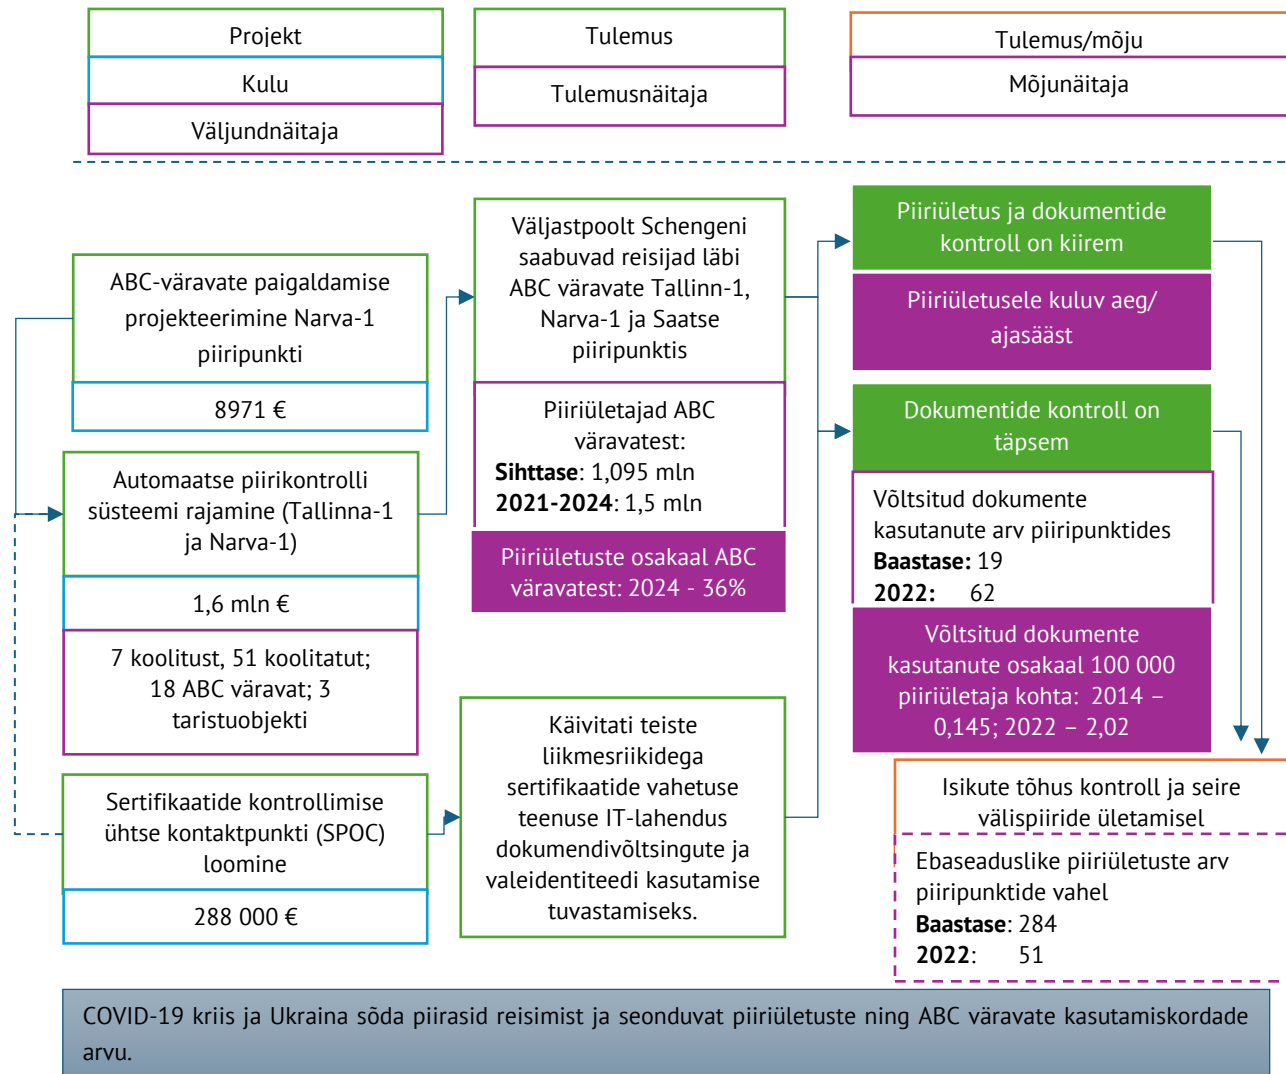 Projekt
Kulu
Väljundnäitaja
Tulemus
Tulemusnäitaja
Tulemus/mõju
Mõjunäitaja
ABC-väravate paigaldamise
projekteerimine Narva-1
piiripunkti
8971 €
Automaatse piirikontrolli
süsteemi rajamine (Tallinna-1
ja Narva-1)
1,6 mln €
7 koolitust, 51 koolitatut;
18 ABC väravat; 3
taristuobjekti
Sertifikaatide kontrollimise
ühtse kontaktpunkti (SPOC)
loomine
288 000 €
Väljastpoolt Schengeni
saabuvad reisijad läbi
ABC väravate Tallinn-1,
Narva-1 ja Saatse
piiripunktis
Piiriületajad ABC
väravatest:
Sihttase: 1,095 mln
2021-2024: 1,5 mln
Piiriületuste osakaal ABC
väravatest: 2024 - 36%
Käivitati teiste
liikmesriikidega
sertifikaatide vahetuse
teenuse IT-lahendus
dokumendivõltsingute ja
valeidentiteedi kasutamise
tuvastamiseks.
Piiriületus ja dokumentide
kontroll on kiirem
Piiriületusele kuluv aeg/
ajasääst
Dokumentide kontroll on
täpsem
Võltsitud dokumente
kasutanute arv piiripunktides
Baastase: 19
2022: 62
Võltsitud dokumente
kasutanute osakaal 100 000
piiriületaja kohta: 2014 –
0,145; 2022 – 2,02
Isikute tõhus kontroll ja seire
välispiiride ületamisel
Ebaseaduslike piiriületuste arv
piiripunktide vahel
Baastase: 284
2022: 51
COVID-19 kriis ja Ukraina sõda piirasid reisimist ja seonduvat piiriületuste ning ABC väravate kasutamiskordade
arvu.